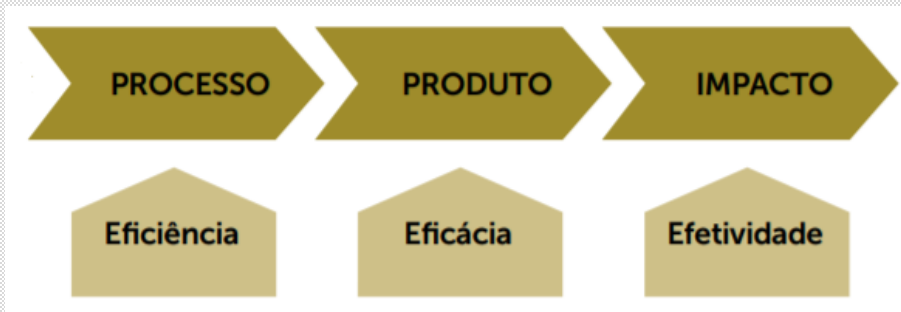 PROCESSO PRODUTO IMPACTO
Eficiência Eficácia Efetividade